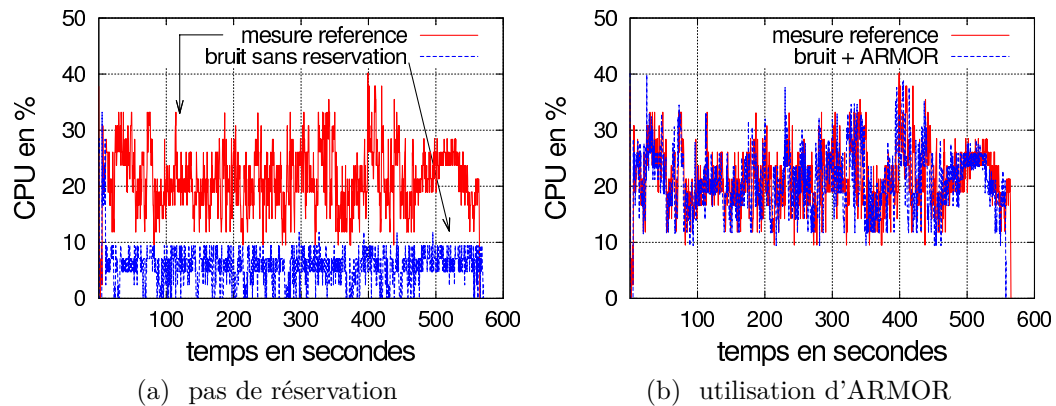 50
40
30
20
10
0
CPU en %
mesure reference
bruit sans reservation
100 200 300 400 500 600
temps en secondes
(a) pas de réservation
50
40
30
20
10
0
CPU en %
mesure reference
bruit + ARMOR
100 200 300 400 500 600
temps en secondes
(b) utilisation d'ARMOR